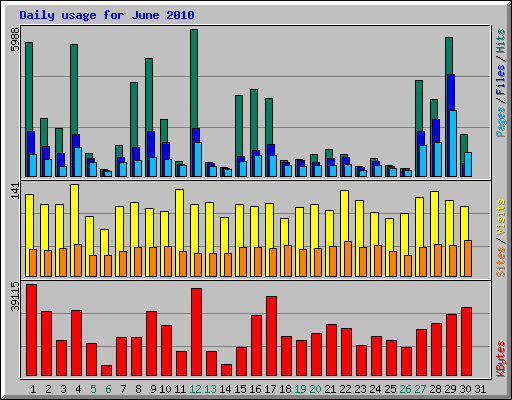 Daily usage for June 2010
5988
Pages / Files / Hits
141
Sites / Visits
39115
KBytes
1 2 3 4 5 6 7 8 9 10 11 12 13 14 15 16 17 18 19 20 21 22 23 24 25 26 27 28 29 30 31